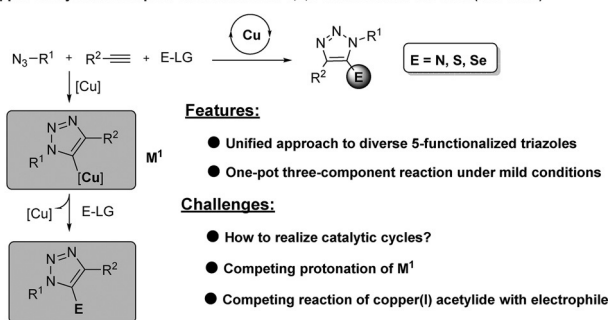 Cu
N₃−R¹ + R²≡ + E-LG
N=N N−R¹
R² E
E = N, S, Se
[Cu]
N=N
N R²
R¹
[Cu]
M¹
[Cu] E-LG
N=N
N R²
R¹
E
Features:
● Unified approach to diverse 5-functionalized triazoles
● One-pot three-component reaction under mild conditions
Challenges:
● How to realize catalytic cycles?
● Competing protonation of M¹
● Competing reaction of copper(I) acetylide with electrophile